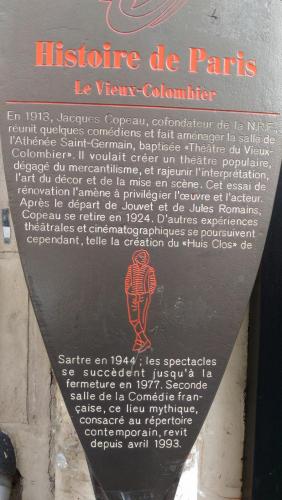 Histoire de Paris
Le Vieux-Colombier
En 1913, Jacques Copeau, cofondateur de la N.R.F.,
réunit quelques comédiens et fait aménager la salle de
l'Athénée Saint-Germain, baptisée «Théâtre du Vieux-
Colombier». Il voulait créer un théâtre populaire,
dégagé du mercantilisme, et rajeunir l'interprétation,
l'art du décor et de la mise en scène. Cet essai de
rénovation l'amène à privilégier l'œuvre et l'acteur.
Après le départ de Jouvet et de Jules Romains,
Copeau se retire en 1924. D'autres expériences
théâtrales et cinématographiques se poursuivent
cependant, telle la création du «Huis Clos» de
Sartre en 1944 ; les spectacles
se succèdent jusqu'à la
fermeture en 1977. Seconde
salle de la Comédie fran-
çaise, ce lieu mythique,
consacré au répertoire
contemporain, revit
depuis avril 1993.